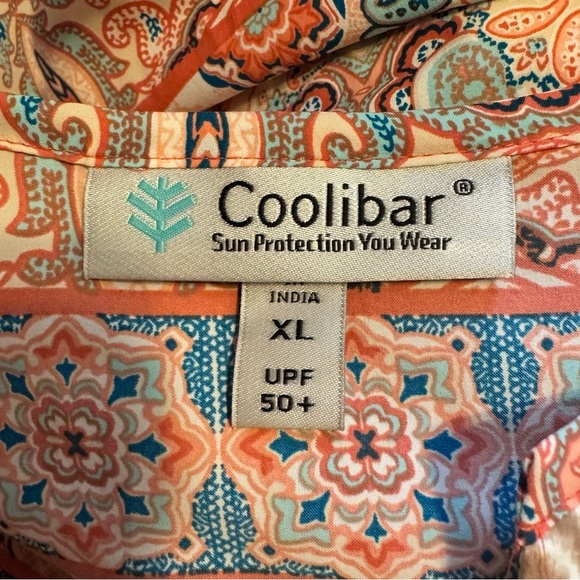 Coolibar®
Sun Protection You Wear
INDIA
XL
UPF
50+